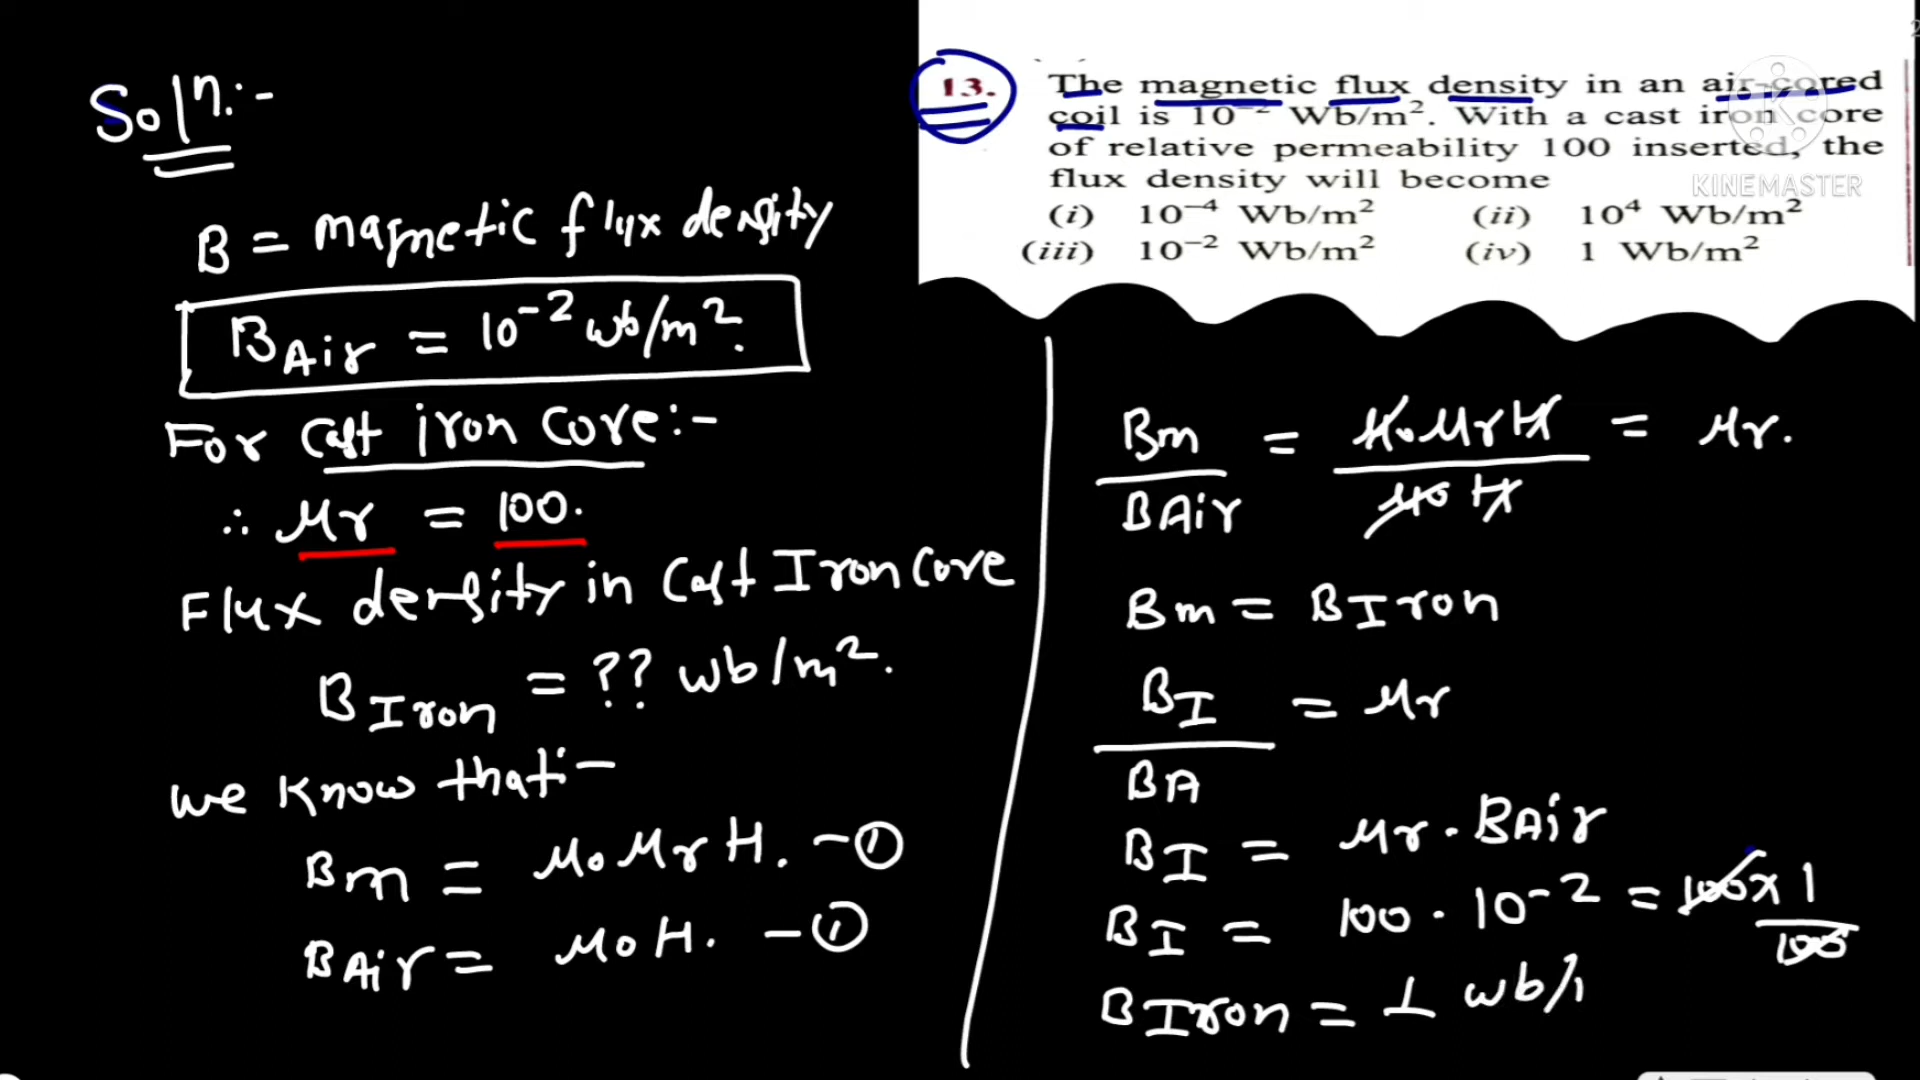 Soln:-
B = magnetic flux density
BAir = 10⁻² wb/m².
For Cast iron Core:-
∴ μr = 100.
Flux density in Cast Iron Core
BIron = ?? wb/m².
we know that:-
Bm = μ₀μrH. -①
BAir = μ₀H. -①
13. The magnetic flux density in an air-cored
coil is 10⁻² Wb/m². With a cast iron core
of relative permeability 100 inserted, the
flux density will become
(i) 10⁻⁴ Wb/m² (ii) 10⁴ Wb/m²
(iii) 10⁻² Wb/m² (iv) 1 Wb/m²
KINEMASTER
Bm/BAir = μ₀μrH/μ₀H = μr.
Bm = BIron
BI/BA = μr
BI = μr · BAir
BI = 100 · 10⁻² = 100 x 1/100
BIron = 1 wb/